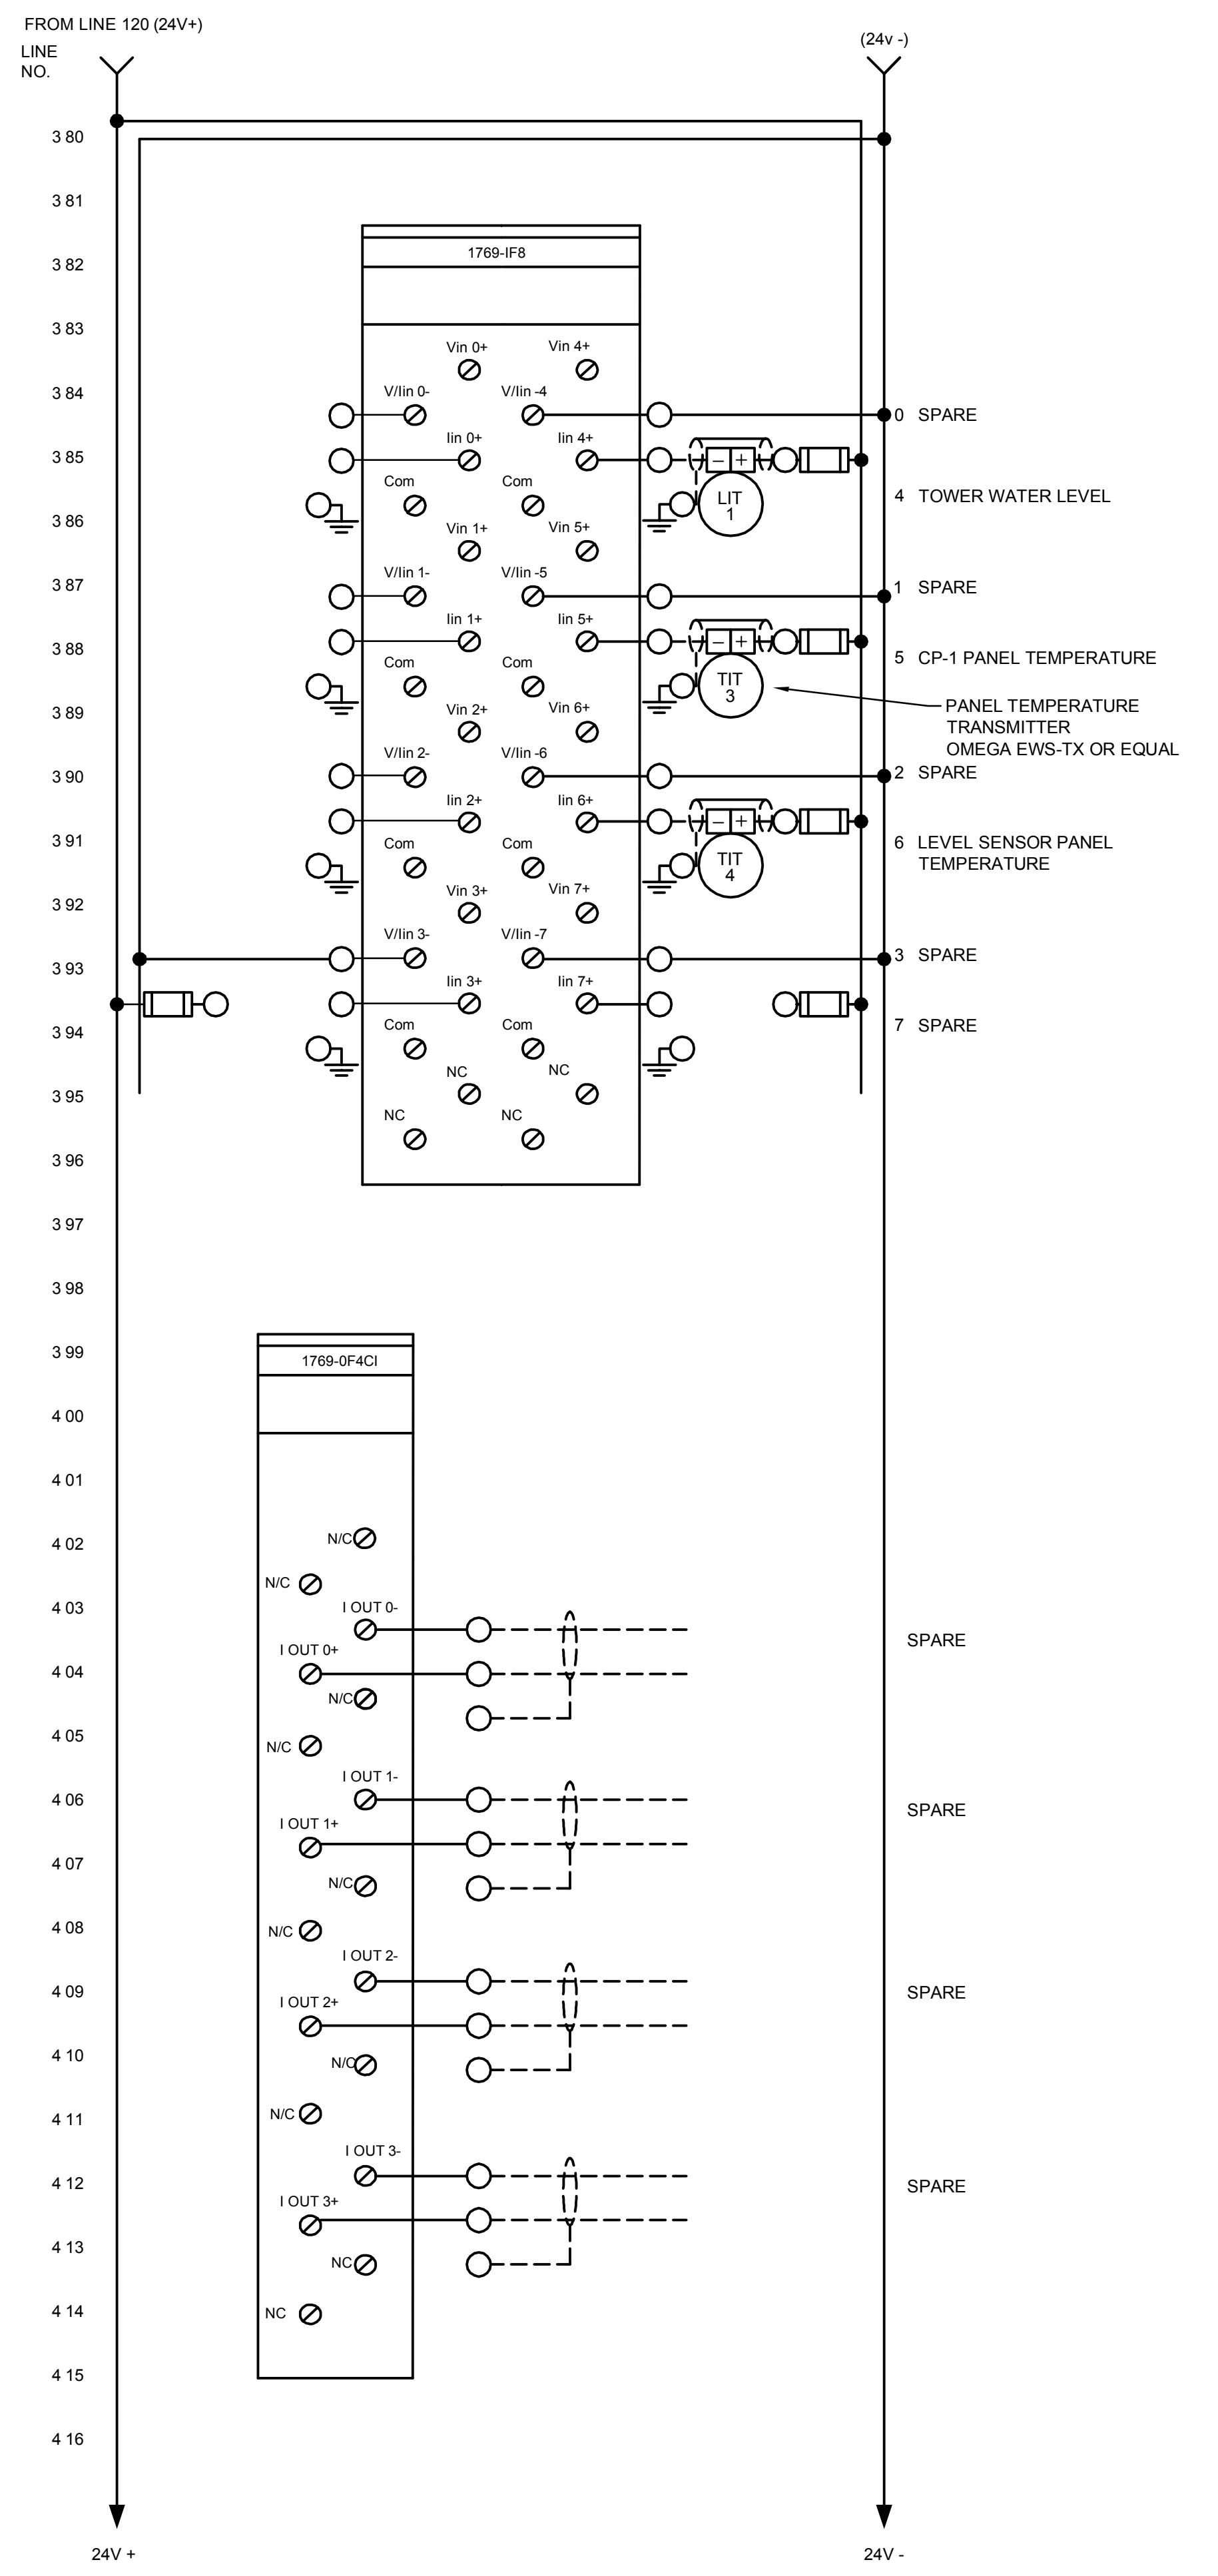 FROM LINE 120 (24V+)
(24v -)
LINE
NO.
3 80
3 81
1769-IF8
3 82
3 83
Vin 0+ Vin 4+
3 84 V/Iin 0- V/Iin -4
0 SPARE
Iin 0+ Iin 4+
3 85 − +
Com Com
LIT
1
4 TOWER WATER LEVEL
3 86
Vin 1+ Vin 5+
V/Iin 1- V/Iin -5
3 87 1 SPARE
Iin 1+ Iin 5+
3 88 − +
Com Com
5 CP-1 PANEL TEMPERATURE
TIT
3
3 89
PANEL TEMPERATURE
TRANSMITTER
OMEGA EWS-TX OR EQUAL
Vin 2+ Vin 6+
V/Iin 2- V/Iin -6
3 90 2 SPARE
Iin 2+ Iin 6+
3 91 − +
6 LEVEL SENSOR PANEL
TEMPERATURE
Com Com
TIT
4
3 92
Vin 3+ Vin 7+
V/Iin 3- V/Iin -7
3 SPARE
3 93
Iin 3+ Iin 7+
3 94 Com Com 7 SPARE
NC NC
3 95
NC NC
3 96
3 97
3 98
3 99 1769-0F4CI
4 00
4 01
4 02 N/C
N/C
4 03 I OUT 0-
SPARE
I OUT 0+
4 04
N/C
4 05
N/C
I OUT 1-
4 06 SPARE
I OUT 1+
4 07
N/C
4 08 N/C
I OUT 2-
4 09 SPARE
I OUT 2+
4 10 N/C
4 11 N/C
I OUT 3-
4 12 SPARE
I OUT 3+
4 13
NC
4 14 NC
4 15
4 16
24V + 24V -